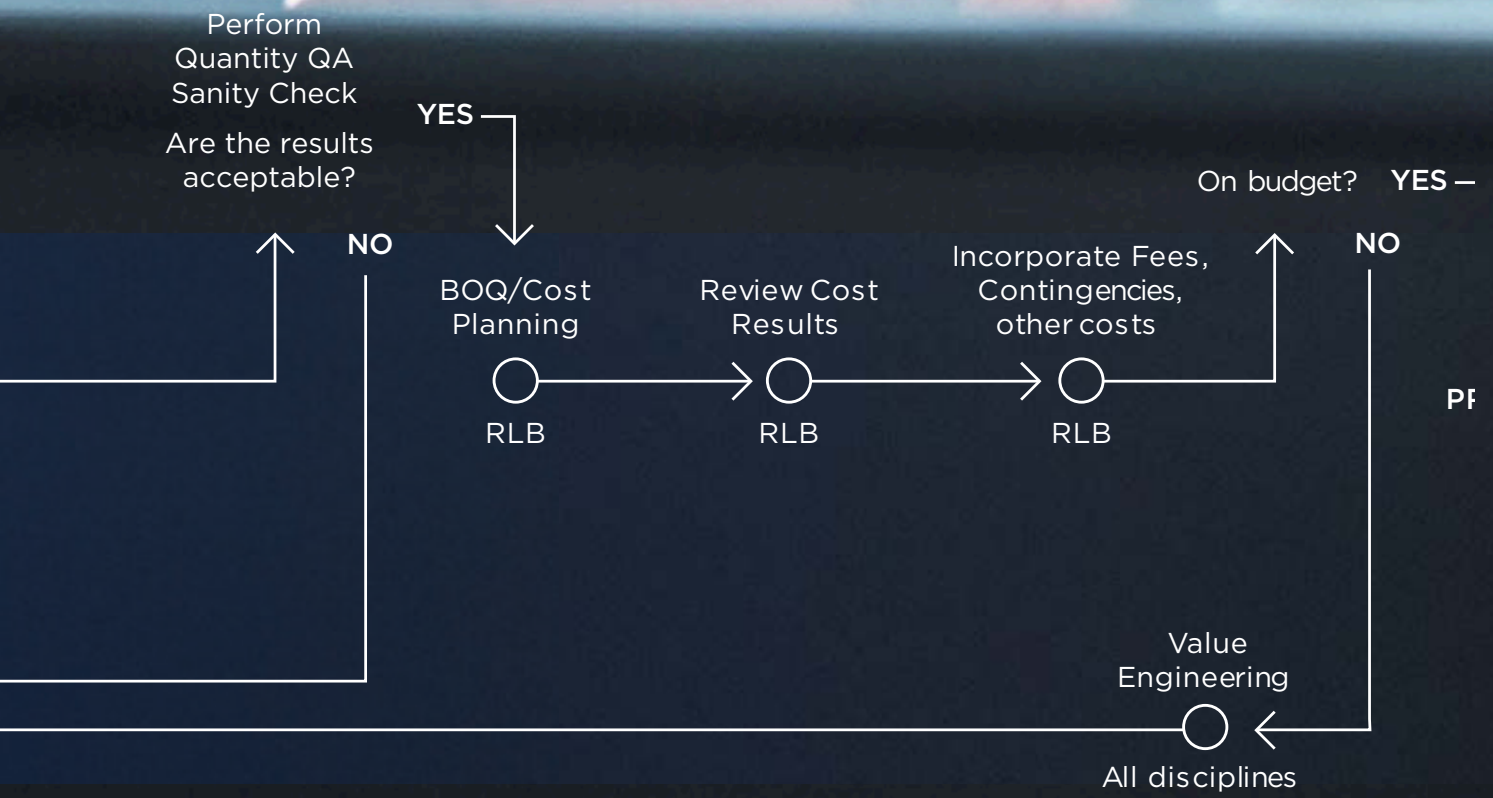 Perform
Quantity QA
Sanity Check
Are the results
acceptable?
YES
NO
BOQ/Cost
Planning
RLB
Review Cost
Results
RLB
Incorporate Fees,
Contingencies,
other costs
RLB
On budget?
YES
NO
Value
Engineering
All disciplines